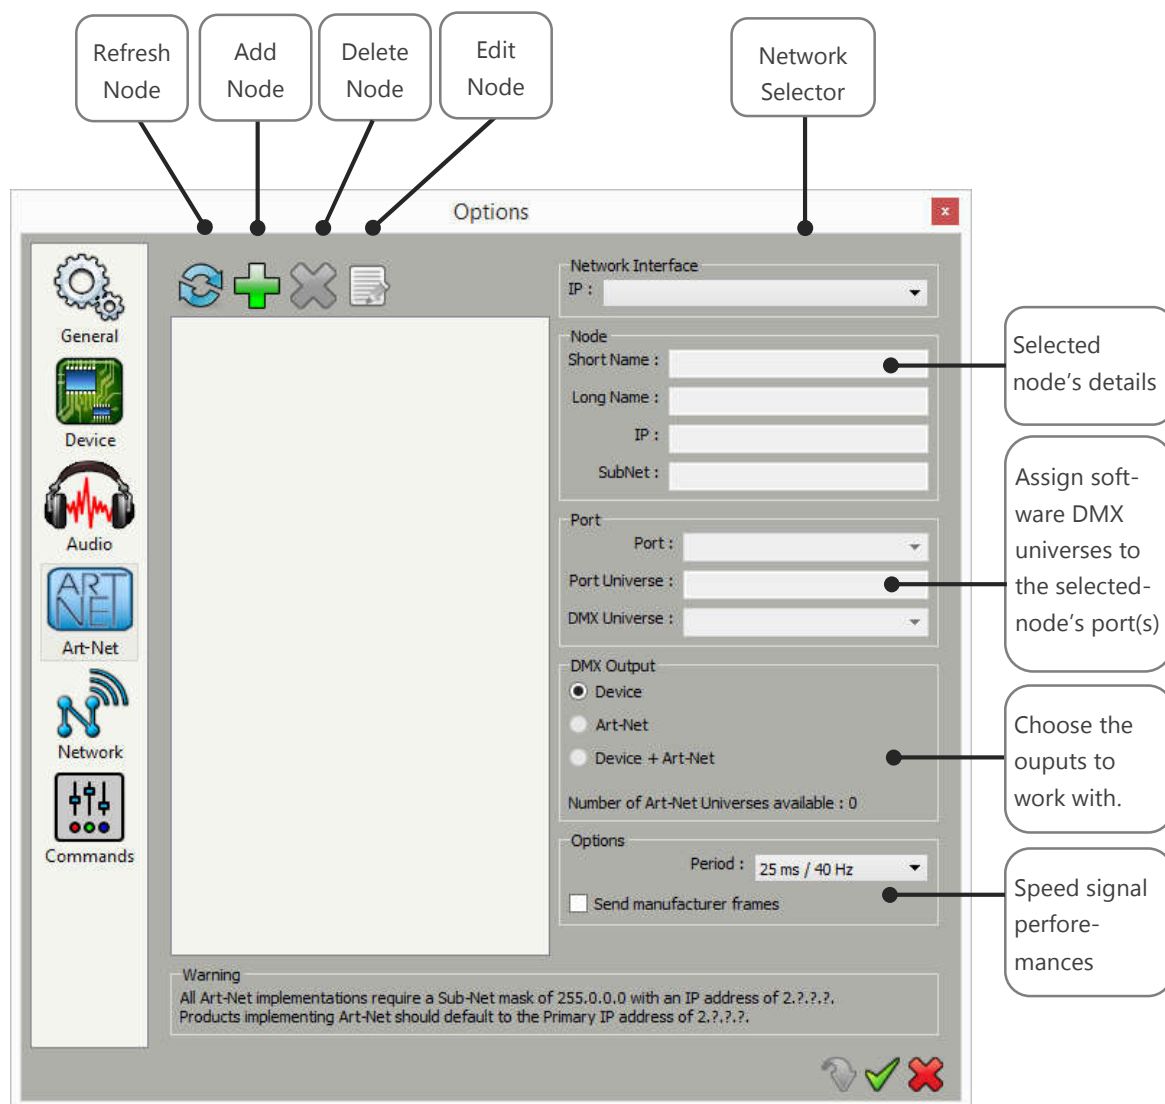 Refresh
Node
Add
Node
Delete
Node
Edit
Node
Network
Selector
Options
x
General
Device
Audio
ART
NET
Art-Net
Network
Commands
Network Interface
IP :
Node
Short Name :
Long Name :
IP :
SubNet :
Port
Port :
Port Universe :
DMX Universe :
DMX Output
Device
Art-Net
Device + Art-Net
Number of Art-Net Universes available : 0
Options
Period : 25 ms / 40 Hz
Send manufacturer frames
Selected
node's details
Assign soft-
ware DMX
universes to
the selected-
node's port(s)
Choose the
ouputs to
work with.
Speed signal
perfore-
mances
Warning
All Art-Net implementations require a Sub-Net mask of 255.0.0.0 with an IP address of 2.?.?.?.
Products implementing Art-Net should default to the Primary IP address of 2.?.?.?.